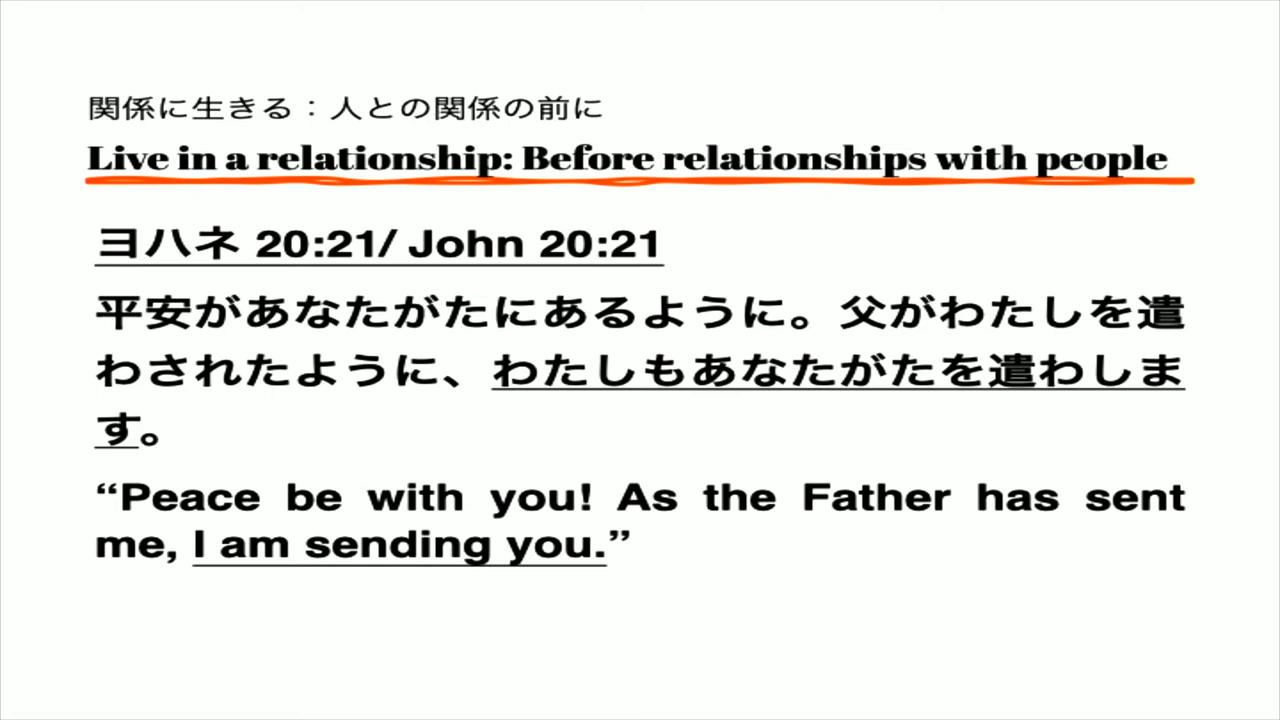 関係に生きる：人との関係の前に
Live in a relationship: Before relationships with people
ヨハネ 20:21/ John 20:21
平安があなたがたにあるように。父がわたしを遣
わされたように、わたしもあなたがたを遣わしま
す。
“Peace be with you! As the Father has sent
me, I am sending you.”